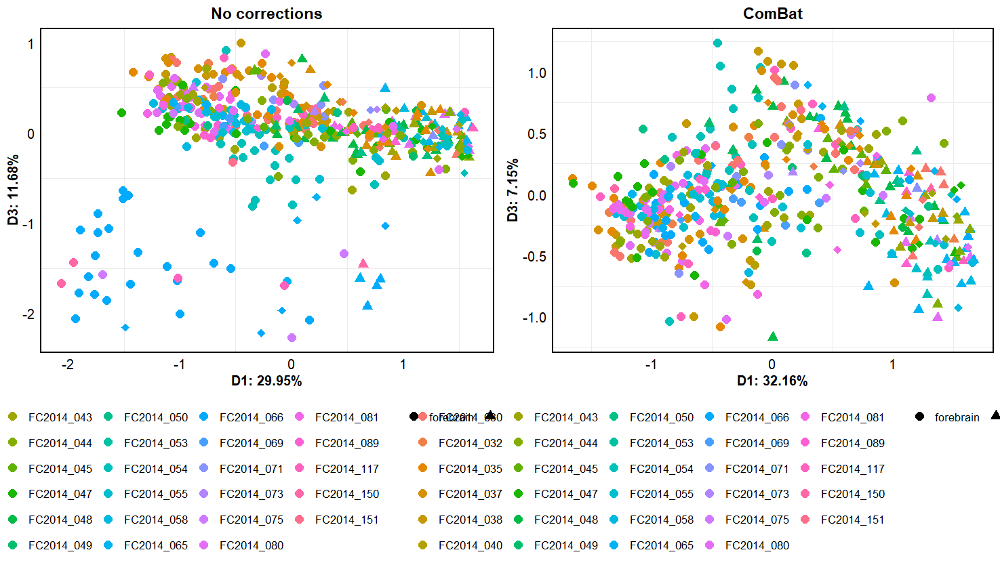 No corrections
ComBat
1
0
-1
-2
D3: 11.68%
-2
-1
0
1
D1: 29.95%
1.0
0.5
0.0
-0.5
-1.0
D3: 7.15%
-1
0
1
D1: 32.16%
FC2014_043 FC2014_050 FC2014_066 FC2014_081 forebrain FC2014_030 FC2014_043 FC2014_050 FC2014_066 FC2014_081 forebrain
FC2014_044 FC2014_053 FC2014_069 FC2014_089 FC2014_032 FC2014_044 FC2014_053 FC2014_069 FC2014_089
FC2014_045 FC2014_054 FC2014_071 FC2014_117 FC2014_035 FC2014_045 FC2014_054 FC2014_071 FC2014_117
FC2014_047 FC2014_055 FC2014_073 FC2014_150 FC2014_037 FC2014_047 FC2014_055 FC2014_073 FC2014_150
FC2014_048 FC2014_058 FC2014_075 FC2014_151 FC2014_038 FC2014_048 FC2014_058 FC2014_075 FC2014_151
FC2014_049 FC2014_065 FC2014_080 FC2014_040 FC2014_049 FC2014_065 FC2014_080